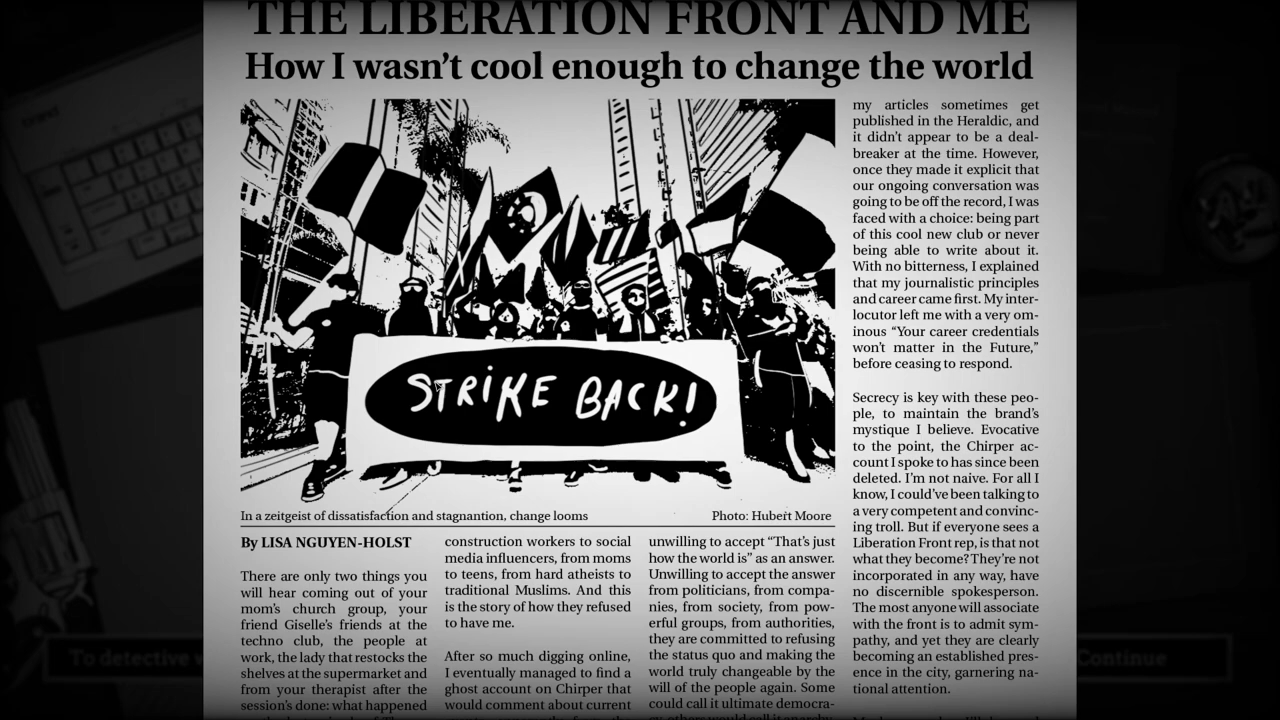 THE LIBERATION FRONT AND ME
How I wasn't cool enough to change the world
STRIKE BACK!
In a zeitgeist of dissatisfaction and stagnantion, change looms
Photo: Hubert Moore
By LISA NGUYEN-HOLST
There are only two things you
will hear coming out of your
mom's church group, your
friend Giselle's friends at the
techno club, the people at
work, the lady that restocks the
shelves at the supermarket and
from your therapist after the
session's done: what happened
construction workers to social
media influencers, from moms
to teens, from hard atheists to
traditional Muslims. And this
is the story of how they refused
to have me.
After so much digging online,
I eventually managed to find a
ghost account on Chirper that
would comment about current
unwilling to accept “That's just
how the world is” as an answer.
Unwilling to accept the answer
from politicians, from compa-
nies, from society, from pow-
erful groups, from authorities,
they are committed to refusing
the status quo and making the
world truly changeable by the
will of the people again. Some
could call it ultimate democra-
cy, others would call it anarchy.
my articles sometimes get
published in the Heraldic, and
it didn't appear to be a deal-
breaker at the time. However,
once they made it explicit that
our ongoing conversation was
going to be off the record, I was
faced with a choice: being part
of this cool new club or never
being able to write about it.
With no bitterness, I explained
that my journalistic principles
and career came first. My inter-
locutor left me with a very om-
inous “Your career credentials
won't matter in the Future,”
before ceasing to respond.
Secrecy is key with these peo-
ple, to maintain the brand's
mystique I believe. Evocative
to the point, the Chirper ac-
count I spoke to has since been
deleted. I'm not naive. For all I
know, I could've been talking to
a very competent and convinc-
ing troll. But if everyone sees a
Liberation Front rep, is that not
what they become? They're not
incorporated in any way, have
no discernible spokesperson.
The most anyone will associate
with the front is to admit sym-
pathy, and yet they are clearly
becoming an established pres-
ence in the city, garnering na-
tional attention.
To detective
Continue